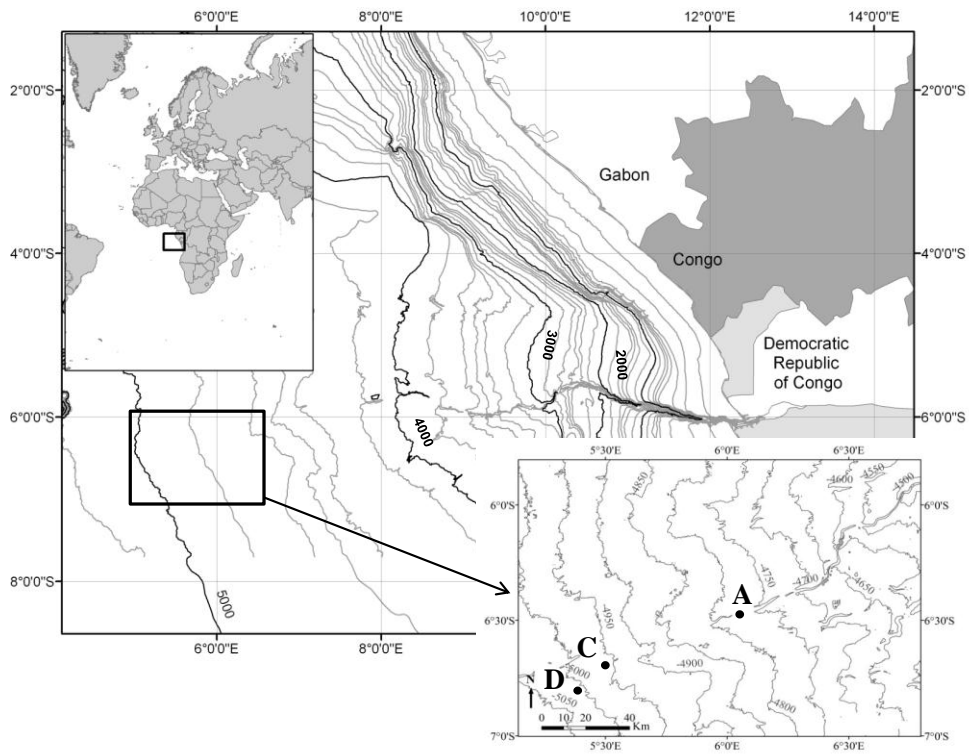 6°0'0"E 8°0'0"E 10°0'0"E 12°0'0"E 14°0'0"E
2°0'0"S 2°0'0"S
Gabon
4°0'0"S 4°0'0"S
Congo
3000
2000
Democratic
Republic
of Congo
6°0'0"S 6°0'0"S
4000
5°30'E 6°0'E 6°30'E
-4850
-4600
-4550
-4500
6°0'S 6°0'S
8°0'0"S
-4750
-4700
-4650
5000
A
-4950
6°30'S 6°30'S
C
-4900
-5000
D
N
-5050
-4800
0 10 20 40
Km
7°0'S 7°0'S
6°0'0"E 8°0'0"E
5°30'E 6°0'E 6°30'E